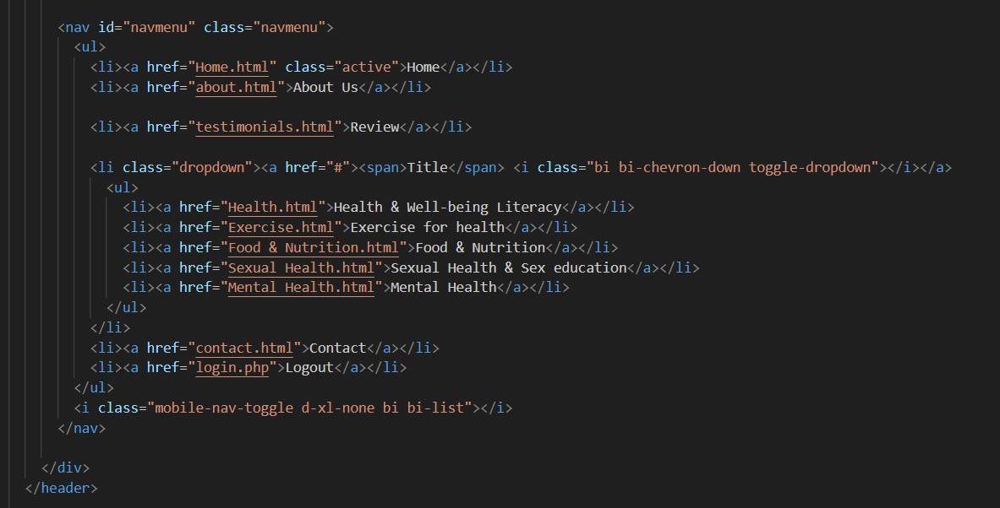 <nav id="navmenu" class="navmenu">
<ul>
<li><a href="Home.html" class="active">Home</a></li>
<li><a href="about.html">About Us</a></li>
<li><a href="testimonials.html">Review</a></li>
<li class="dropdown"><a href="#"><span>Title</span> <i class="bi bi-chevron-down toggle-dropdown"></i></a>
<ul>
<li><a href="Health.html">Health & Well-being Literacy</a></li>
<li><a href="Exercise.html">Exercise for health</a></li>
<li><a href="Food & Nutrition.html">Food & Nutrition</a></li>
<li><a href="Sexual Health.html">Sexual Health & Sex education</a></li>
<li><a href="Mental Health.html">Mental Health</a></li>
</ul>
</li>
<li><a href="contact.html">Contact</a></li>
<li><a href="login.php">Logout</a></li>
</ul>
<i class="mobile-nav-toggle d-xl-none bi bi-list"></i>
</nav>
</div>
</header>